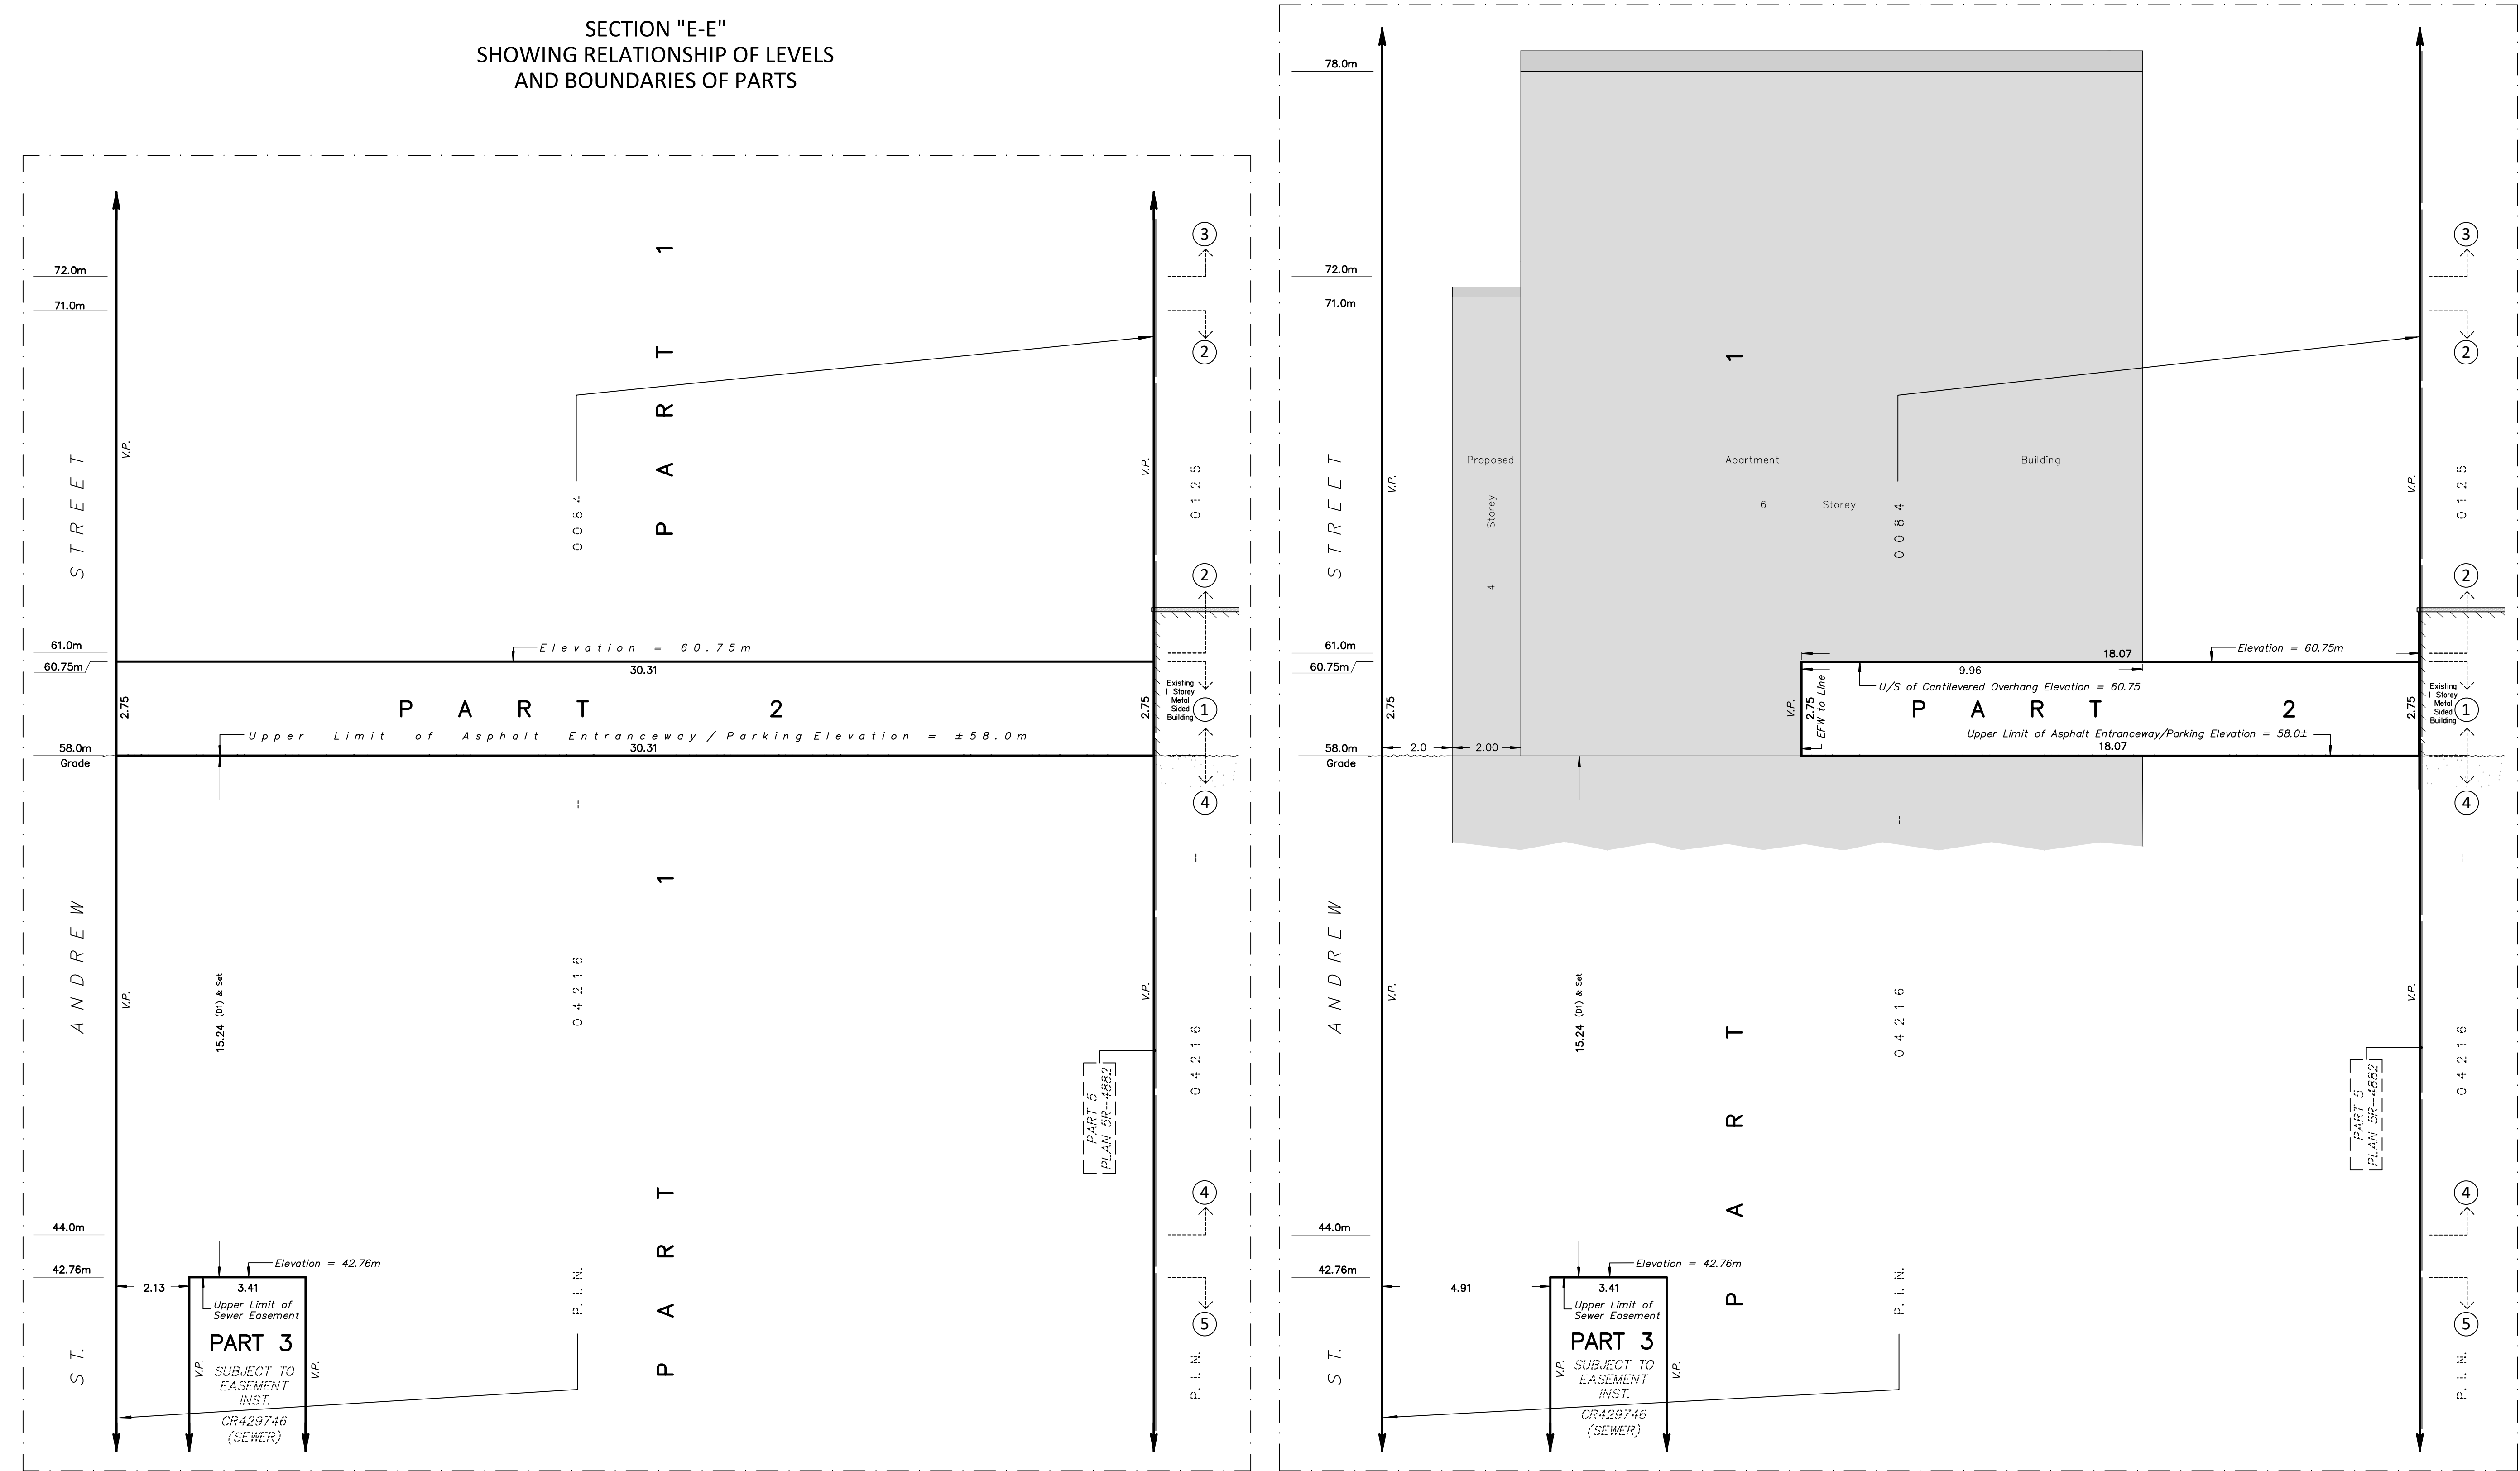 SECTION "E-E"
SHOWING RELATIONSHIP OF LEVELS
AND BOUNDARIES OF PARTS
72.0m
71.0m
61.0m
60.75m
58.0m
Grade
44.0m
42.76m
ST. ANDREW STREET
V.P.
V.P.
2.75
PART 1
P.I.N. 04216 - 0084
Elevation = 60.75m
30.31
PART 2
Upper Limit of Asphalt Entranceway / Parking Elevation = ±58.0m
30.31
15.24 (D1) & Set
PART 1
2.13
Elevation = 42.76m
3.41
Upper Limit of
Sewer Easement
PART 3
V.P.
V.P.
SUBJECT TO
EASEMENT
INST.
CR429746
(SEWER)
V.P.
2.75
V.P.
PART 5
PLAN 5R-4882
Existing
1 Storey
Metal
Sided
Building
P.I.N. 04216 - 0125
3
2
2
1
4
4
5
78.0m
72.0m
71.0m
61.0m
60.75m
58.0m
Grade
44.0m
42.76m
ST. ANDREW STREET
V.P.
V.P.
2.75
Proposed Apartment Building
4 Storey
6 Storey
PART 1
P.I.N. 04216 - 0084
2.0
2.00
18.07
Elevation = 60.75m
9.96
U/S of Cantilevered Overhang Elevation = 60.75
V.P.
2.75
EFW to Line
PART 2
Upper Limit of Asphalt Entranceway/Parking Elevation = 58.0±
18.07
15.24 (D1) & Set
4.91
Elevation = 42.76m
3.41
Upper Limit of
Sewer Easement
PART 3
V.P.
V.P.
SUBJECT TO
EASEMENT
INST.
CR429746
(SEWER)
V.P.
2.75
V.P.
PART 5
PLAN 5R-4882
Existing
1 Storey
Metal
Sided
Building
P.I.N. 04216 - 0125
3
2
2
1
4
4
5